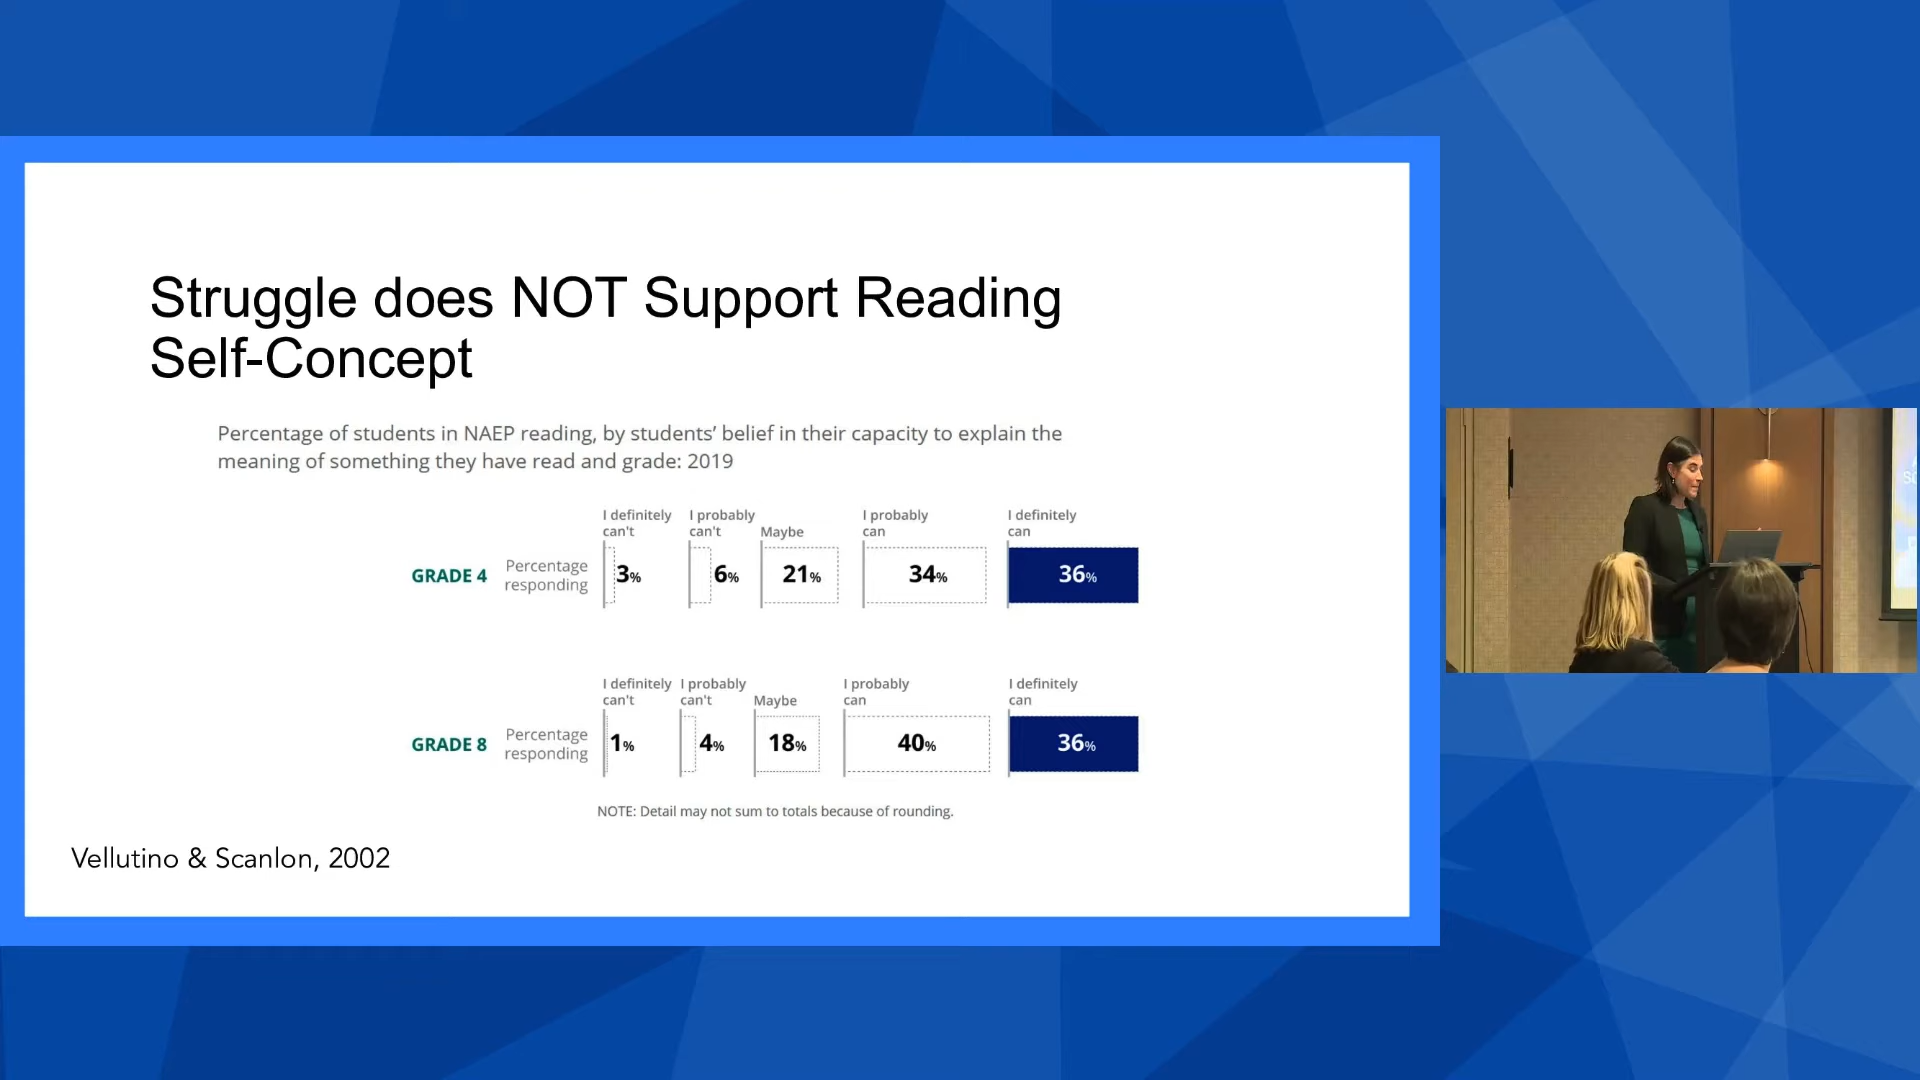 Struggle does NOT Support Reading
Self-Concept
Percentage of students in NAEP reading, by students’ belief in their capacity to explain the
meaning of something they have read and grade: 2019
I definitely can't I probably can't Maybe I probably can I definitely can
GRADE 4 Percentage responding 3% 6% 21% 34% 36%
I definitely can't I probably can't Maybe I probably can I definitely can
GRADE 8 Percentage responding 1% 4% 18% 40% 36%
NOTE: Detail may not sum to totals because of rounding.
Vellutino & Scanlon, 2002